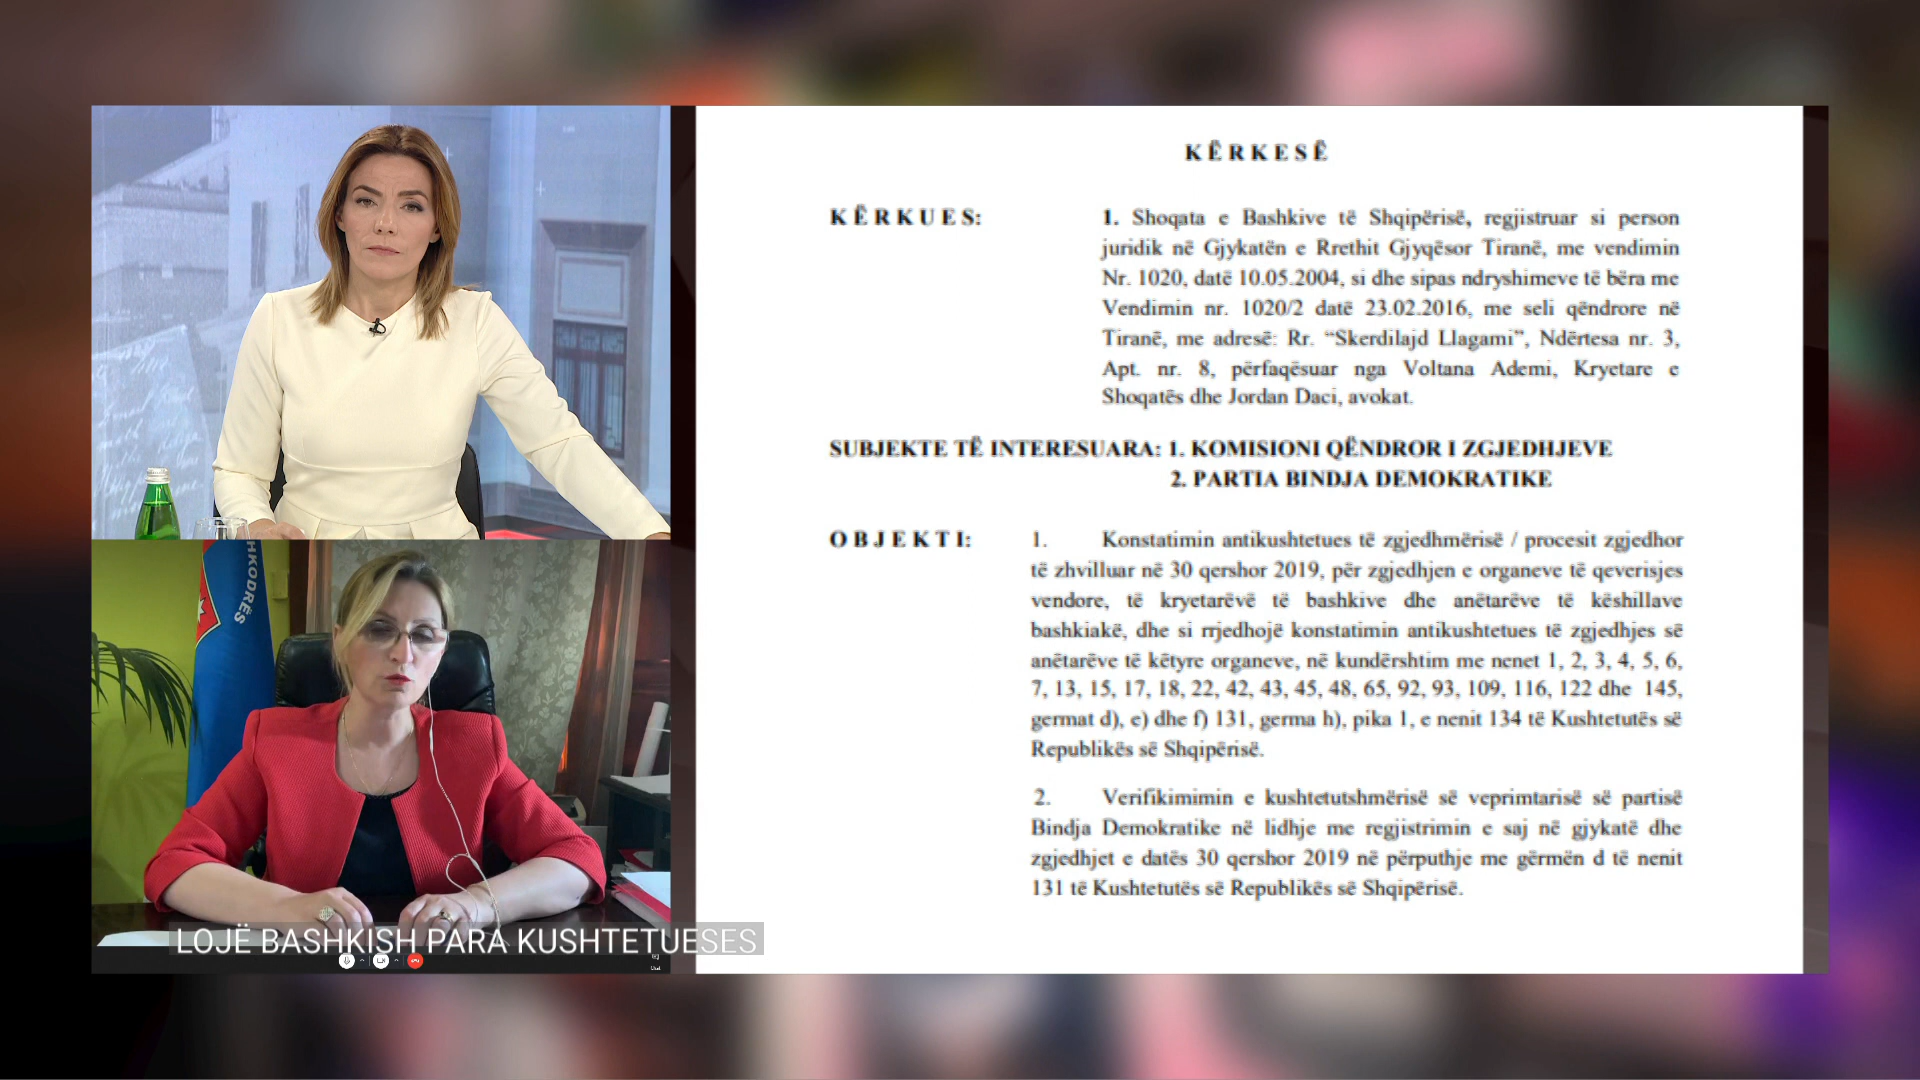 KËRKESË
KËRKUES:
1. Shoqata e Bashkive të Shqipërisë, regjistruar si person
juridik në Gjykatën e Rrethit Gjyqësor Tiranë, me vendimin
Nr. 1020, datë 10.05.2004, si dhe sipas ndryshimeve të bëra me
Vendimin nr. 1020/2 datë 23.02.2016, me seli qëndrore në
Tiranë, me adresë: Rr. “Skerdilajd Llagami”, Ndërtesa nr. 3,
Apt. nr. 8, përfaqësuar nga Voltana Ademi, Kryetare e
Shoqatës dhe Jordan Daci, avokat.
SUBJEKTE TË INTERESUARA: 1. KOMISIONI QËNDROR I ZGJEDHJEVE
2. PARTIA BINDJA DEMOKRATIKE
OBJEKTI:
1. Konstatimin antikushtetues të zgjedhmërisë / procesit zgjedhor
të zhvilluar në 30 qershor 2019, për zgjedhjen e organeve të qeverisjes
vendore, të kryetarëvë të bashkive dhe anëtarëve të këshillave
bashkiakë, dhe si rrjedhojë konstatimin antikushtetues të zgjedhjes së
anëtarëve të këtyre organeve, në kundërshtim me nenet 1, 2, 3, 4, 5, 6,
7, 13, 15, 17, 18, 22, 42, 43, 45, 48, 65, 92, 93, 109, 116, 122 dhe 145,
germat d), e) dhe f) 131, germa h), pika 1, e nenit 134 të Kushtetutës së
Republikës së Shqipërisë.
2. Verifikimimin e kushtetutshmërisë së veprimtarisë së partisë
Bindja Demokratike në lidhje me regjistrimin e saj në gjykatë dhe
zgjedhjet e datës 30 qershor 2019 në përputhje me gërmën d të nenit
131 të Kushtetutës së Republikës së Shqipërisë.
HKODRËS
LOJË BASHKISH PARA KUSHTETUESES